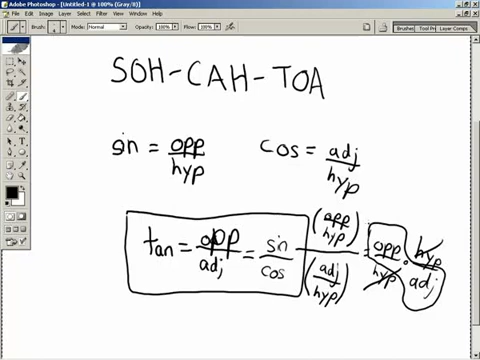 Adobe Photoshop - [Untitled-1 @ 100% (Gray/8)]
File Edit Image Layer Select Filter View Window Help
Brush: Mode: Normal Opacity: 100% Flow: 100% Brushes Tool Pr Layer Comps
SOH-CAH-TOA
sin = opp/hyp cos = adj/hyp
tan = opp/adj = sin/cos (opp/hyp)/(adj/hyp) = opp/hyp · hyp/adj